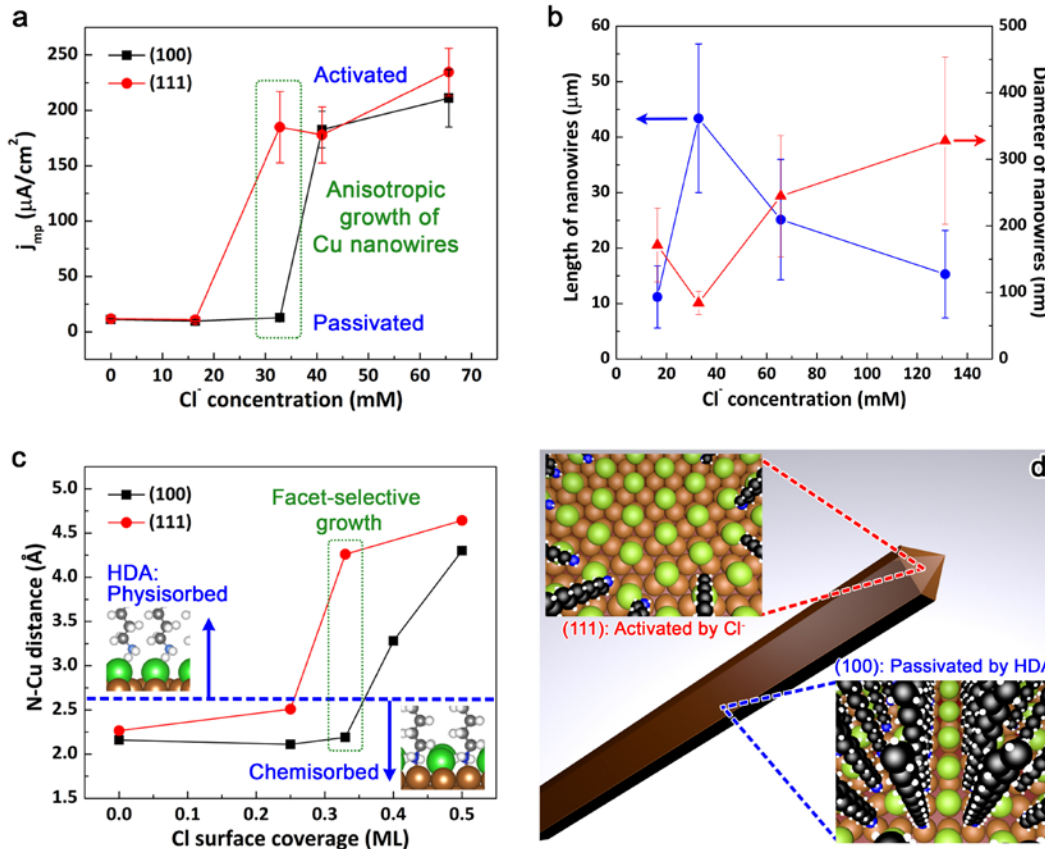 a
(100)
(111)
Activated
Anisotropic
growth of
Cu nanowires
Passivated
j_mp (μA/cm²)
250
200
150
100
50
0
0 10 20 30 40 50 60 70
Cl⁻ concentration (mM)
b
Length of nanowires (μm)
60
50
40
30
20
10
0
0 20 40 60 80 100 120 140
Cl⁻ concentration (mM)
500
400
300
200
100
0
Diameter of nanowires (nm)
c
(100)
(111)
Facet-selective
growth
HDA:
Physisorbed
Chemisorbed
N-Cu distance (Å)
5.0
4.5
4.0
3.5
3.0
2.5
2.0
1.5
0.0 0.1 0.2 0.3 0.4 0.5
Cl surface coverage (ML)
d
(111): Activated by Cl⁻
(100): Passivated by HDA